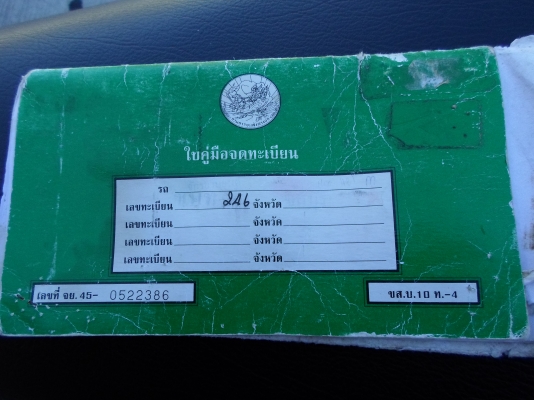 ใบคู่มือจดทะเบียน
รถ
เลขทะเบียน 246 จังหวัด
เลขทะเบียน จังหวัด
เลขทะเบียน จังหวัด
เลขทะเบียน จังหวัด
เลขที่ จย. 45- 0522386
ขส.บ.10 ท.-4